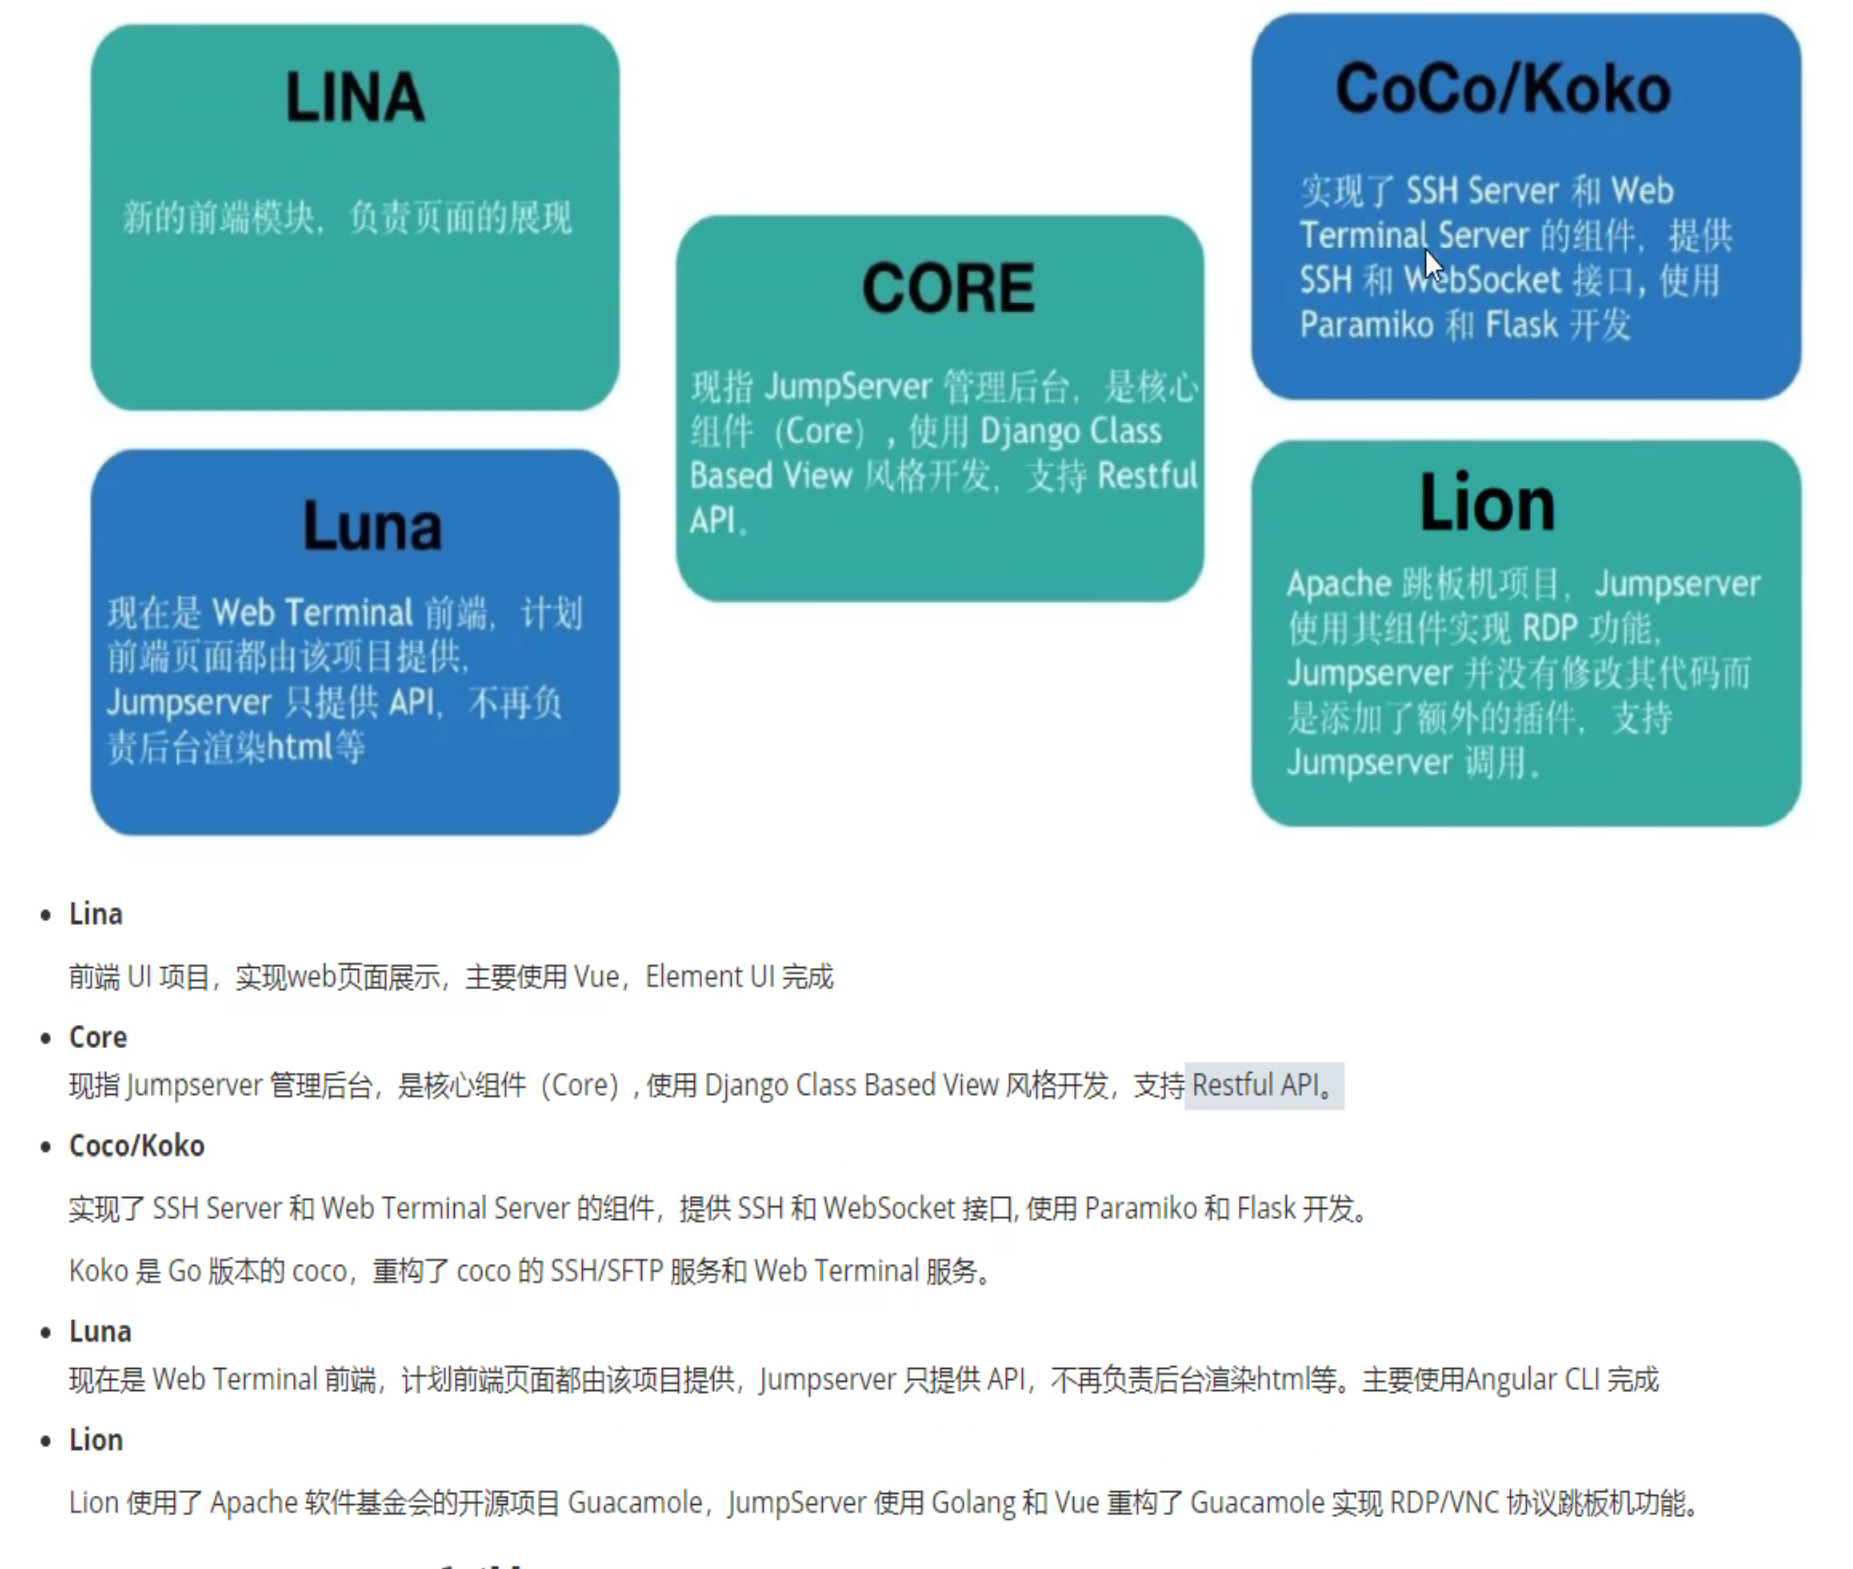 LINA
新的前端模块，负责页面的展现
CoCo/Koko
实现了 SSH Server 和 Web
Terminal Server 的组件，提供
SSH 和 WebSocket 接口, 使用
Paramiko 和 Flask 开发
CORE
现指 JumpServer 管理后台，是核心
组件（Core）, 使用 Django Class
Based View 风格开发，支持 Restful
API。
Luna
现在是 Web Terminal 前端，计划
前端页面都由该项目提供，
Jumpserver 只提供 API，不再负
责后台渲染html等
Lion
Apache 跳板机项目，Jumpserver
使用其组件实现 RDP 功能，
Jumpserver 并没有修改其代码而
是添加了额外的插件，支持
Jumpserver 调用。
• Lina
前端 UI 项目，实现web页面展示，主要使用 Vue，Element UI 完成
• Core
现指 Jumpserver 管理后台，是核心组件（Core）, 使用 Django Class Based View 风格开发，支持 Restful API。
• Coco/Koko
实现了 SSH Server 和 Web Terminal Server 的组件，提供 SSH 和 WebSocket 接口, 使用 Paramiko 和 Flask 开发。
Koko 是 Go 版本的 coco，重构了 coco 的 SSH/SFTP 服务和 Web Terminal 服务。
• Luna
现在是 Web Terminal 前端，计划前端页面都由该项目提供，Jumpserver 只提供 API，不再负责后台渲染html等。主要使用Angular CLI 完成
• Lion
Lion 使用了 Apache 软件基金会的开源项目 Guacamole，JumpServer 使用 Golang 和 Vue 重构了 Guacamole 实现 RDP/VNC 协议跳板机功能。